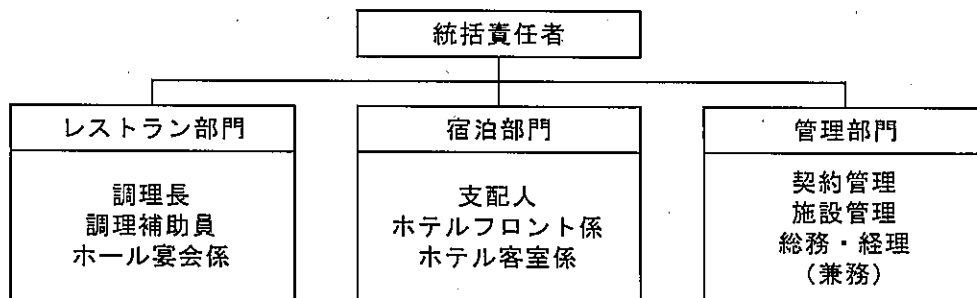 統括責任者
レストラン部門
調理長
調理補助員
ホール宴会係
宿泊部門
支配人
ホテルフロント係
ホテル客室係
管理部門
契約管理
施設管理
総務・経理
(兼務)